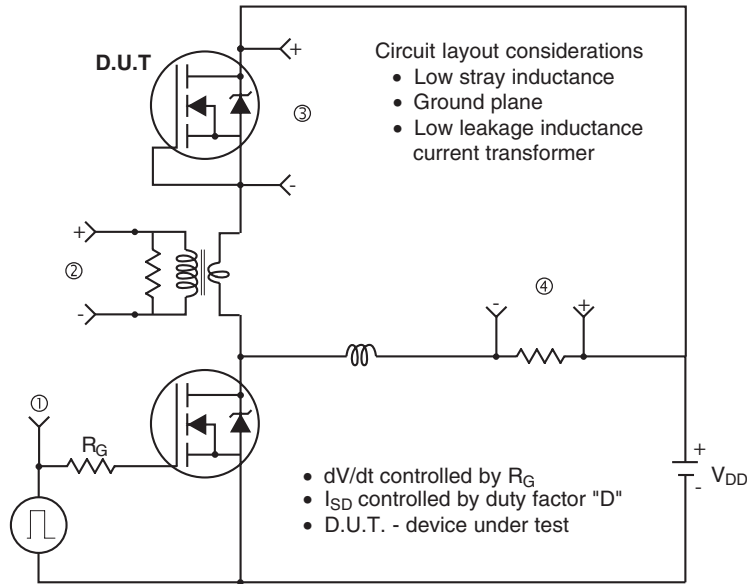 D.U.T
+
-
③
Circuit layout considerations
• Low stray inductance
• Ground plane
• Low leakage inductance
current transformer
+
②
-
④
-
+
①
R_G
+
V_DD
-
• dV/dt controlled by R_G
• I_SD controlled by duty factor "D"
• D.U.T. - device under test